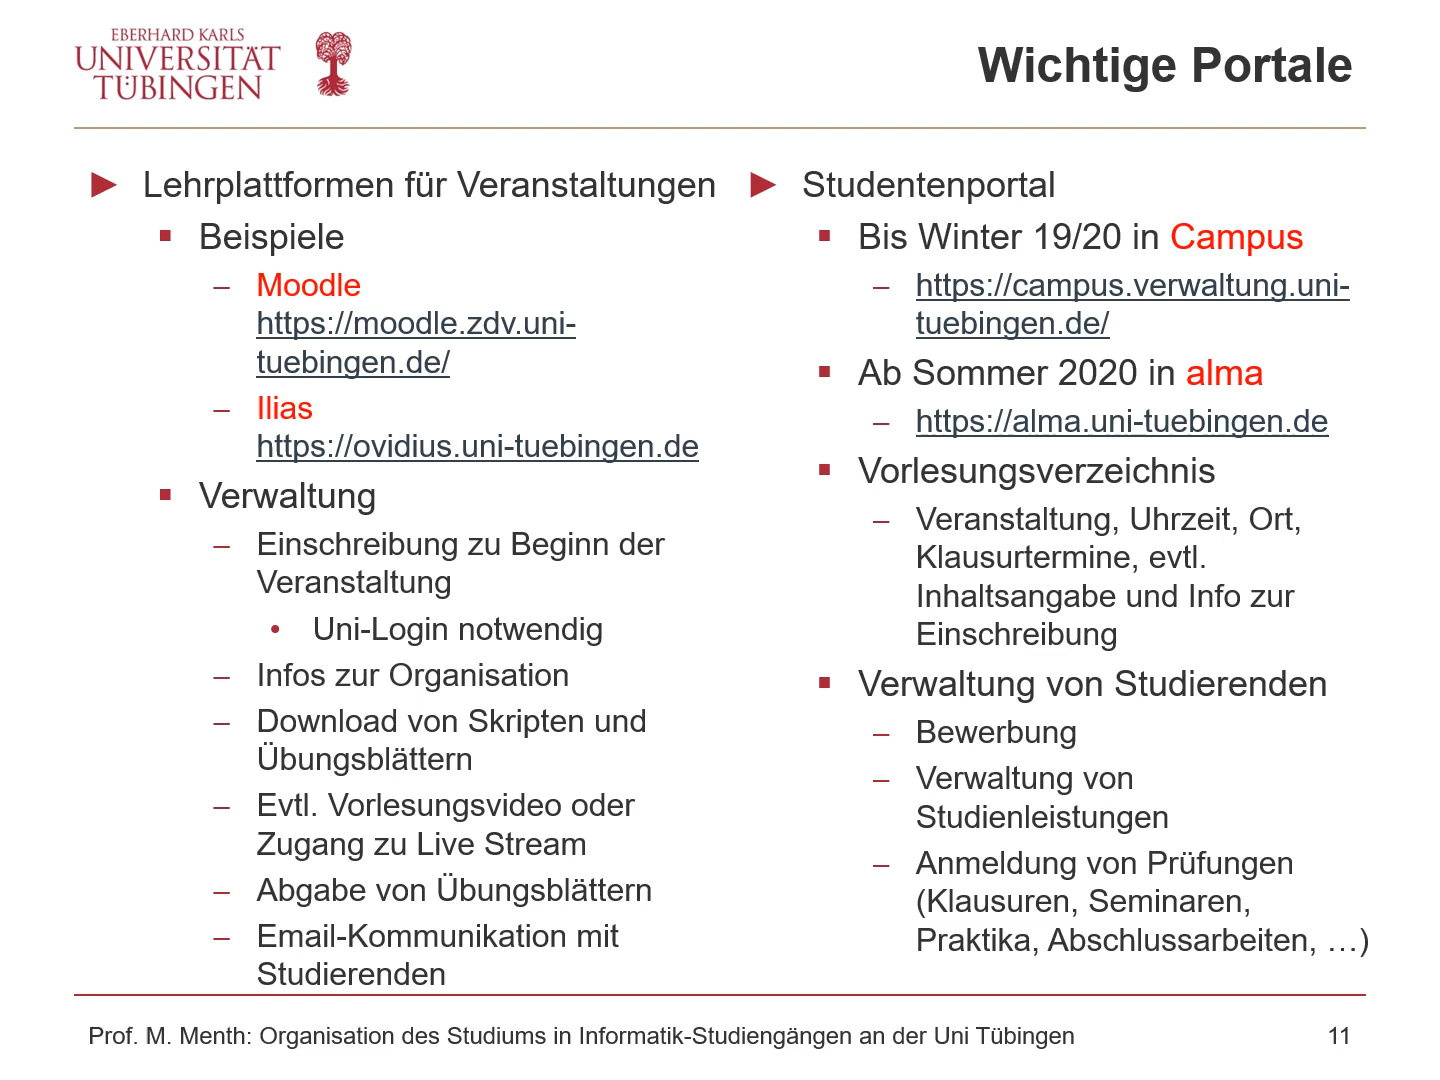 EBERHARD KARLS
UNIVERSITÄT
TÜBINGEN
Wichtige Portale
► Lehrplattformen für Veranstaltungen
▪ Beispiele
– Moodle
https://moodle.zdv.uni-
tuebingen.de/
– Ilias
https://ovidius.uni-tuebingen.de
▪ Verwaltung
– Einschreibung zu Beginn der
Veranstaltung
• Uni-Login notwendig
– Infos zur Organisation
– Download von Skripten und
Übungsblättern
– Evtl. Vorlesungsvideo oder
Zugang zu Live Stream
– Abgabe von Übungsblättern
– Email-Kommunikation mit
Studierenden
► Studentenportal
▪ Bis Winter 19/20 in Campus
– https://campus.verwaltung.uni-
tuebingen.de/
▪ Ab Sommer 2020 in alma
– https://alma.uni-tuebingen.de
▪ Vorlesungsverzeichnis
– Veranstaltung, Uhrzeit, Ort,
Klausurtermine, evtl.
Inhaltsangabe und Info zur
Einschreibung
▪ Verwaltung von Studierenden
– Bewerbung
– Verwaltung von
Studienleistungen
– Anmeldung von Prüfungen
(Klausuren, Seminaren,
Praktika, Abschlussarbeiten, …)
Prof. M. Menth: Organisation des Studiums in Informatik-Studiengängen an der Uni Tübingen
11